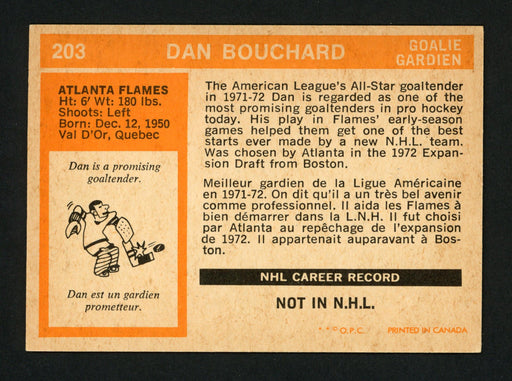 203 DAN BOUCHARD GOALIE
GARDIEN
ATLANTA FLAMES
Ht: 6' Wt: 180 lbs.
Shoots: Left
Born: Dec. 12, 1950
Val D'Or, Quebec
Dan is a promising
goaltender.
Dan est un gardien
prometteur.
The American League's All-Star goaltender
in 1971-72 Dan is regarded as one of the
most promising goaltenders in pro hockey
today. His play in Flames' early-season
games helped them get one of the best
starts ever made by a new N.H.L. team.
Was chosen by Atlanta in the 1972 Expan-
sion Draft from Boston.
Meilleur gardien de la Ligue Américaine
en 1971-72. On dit qu'il a un très bel avenir
comme professionnel. Il aida les Flames à
bien démarrer dans la L.N.H. Il fut choisi
par Atlanta au repêchage de l'expansion
de 1972. Il appartenait auparavant à Bos-
ton.
NHL CAREER RECORD
NOT IN N.H.L.
**© O.P.C. PRINTED IN CANADA